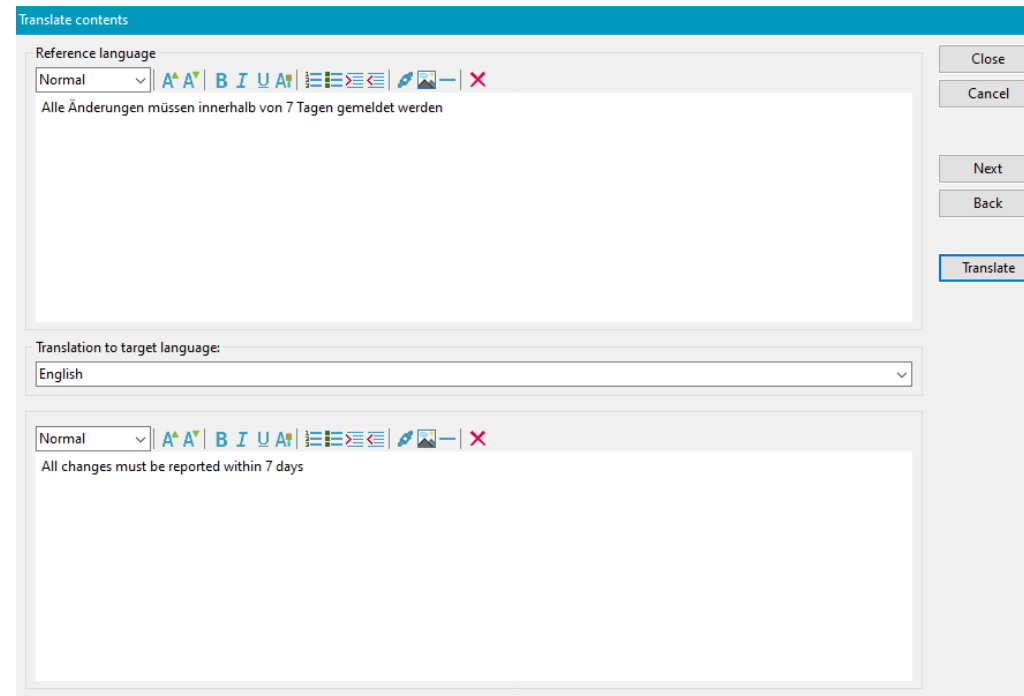 Translate contents
Reference language
Close
Normal
B I U
Alle Änderungen müssen innerhalb von 7 Tagen gemeldet werden
Cancel
Next
Back
Translate
Translation to target language:
English
Normal
B I U
All changes must be reported within 7 days